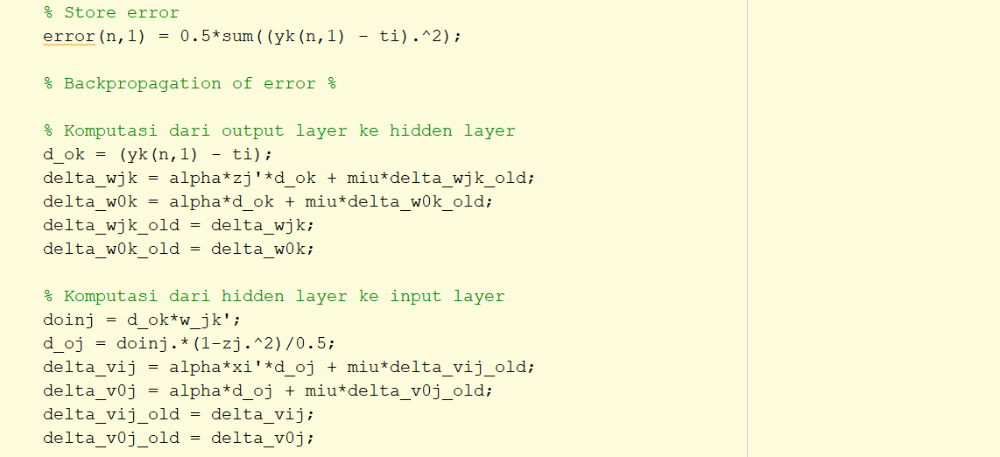 % Store error
error(n,1) = 0.5*sum((yk(n,1) - ti).^2);
% Backpropagation of error %
% Komputasi dari output layer ke hidden layer
d_ok = (yk(n,1) - ti);
delta_wjk = alpha*zj'*d_ok + miu*delta_wjk_old;
delta_w0k = alpha*d_ok + miu*delta_w0k_old;
delta_wjk_old = delta_wjk;
delta_w0k_old = delta_w0k;
% Komputasi dari hidden layer ke input layer
doinj = d_ok*w_jk';
d_oj = doinj.*(1-zj.^2)/0.5;
delta_vij = alpha*xi'*d_oj + miu*delta_vij_old;
delta_v0j = alpha*d_oj + miu*delta_v0j_old;
delta_vij_old = delta_vij;
delta_v0j_old = delta_v0j;